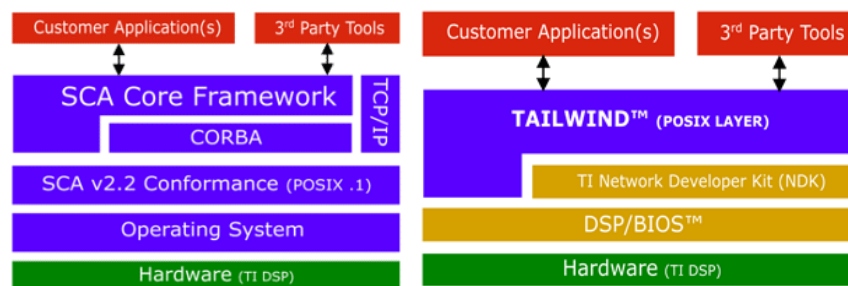 Customer Application(s)
3rd Party Tools
SCA Core Framework
TCP/IP
CORBA
SCA v2.2 Conformance (POSIX .1)
Operating System
Hardware (TI DSP)
Customer Application(s)
3rd Party Tools
TAILWIND™ (POSIX LAYER)
TI Network Developer Kit (NDK)
DSP/BIOS™
Hardware (TI DSP)